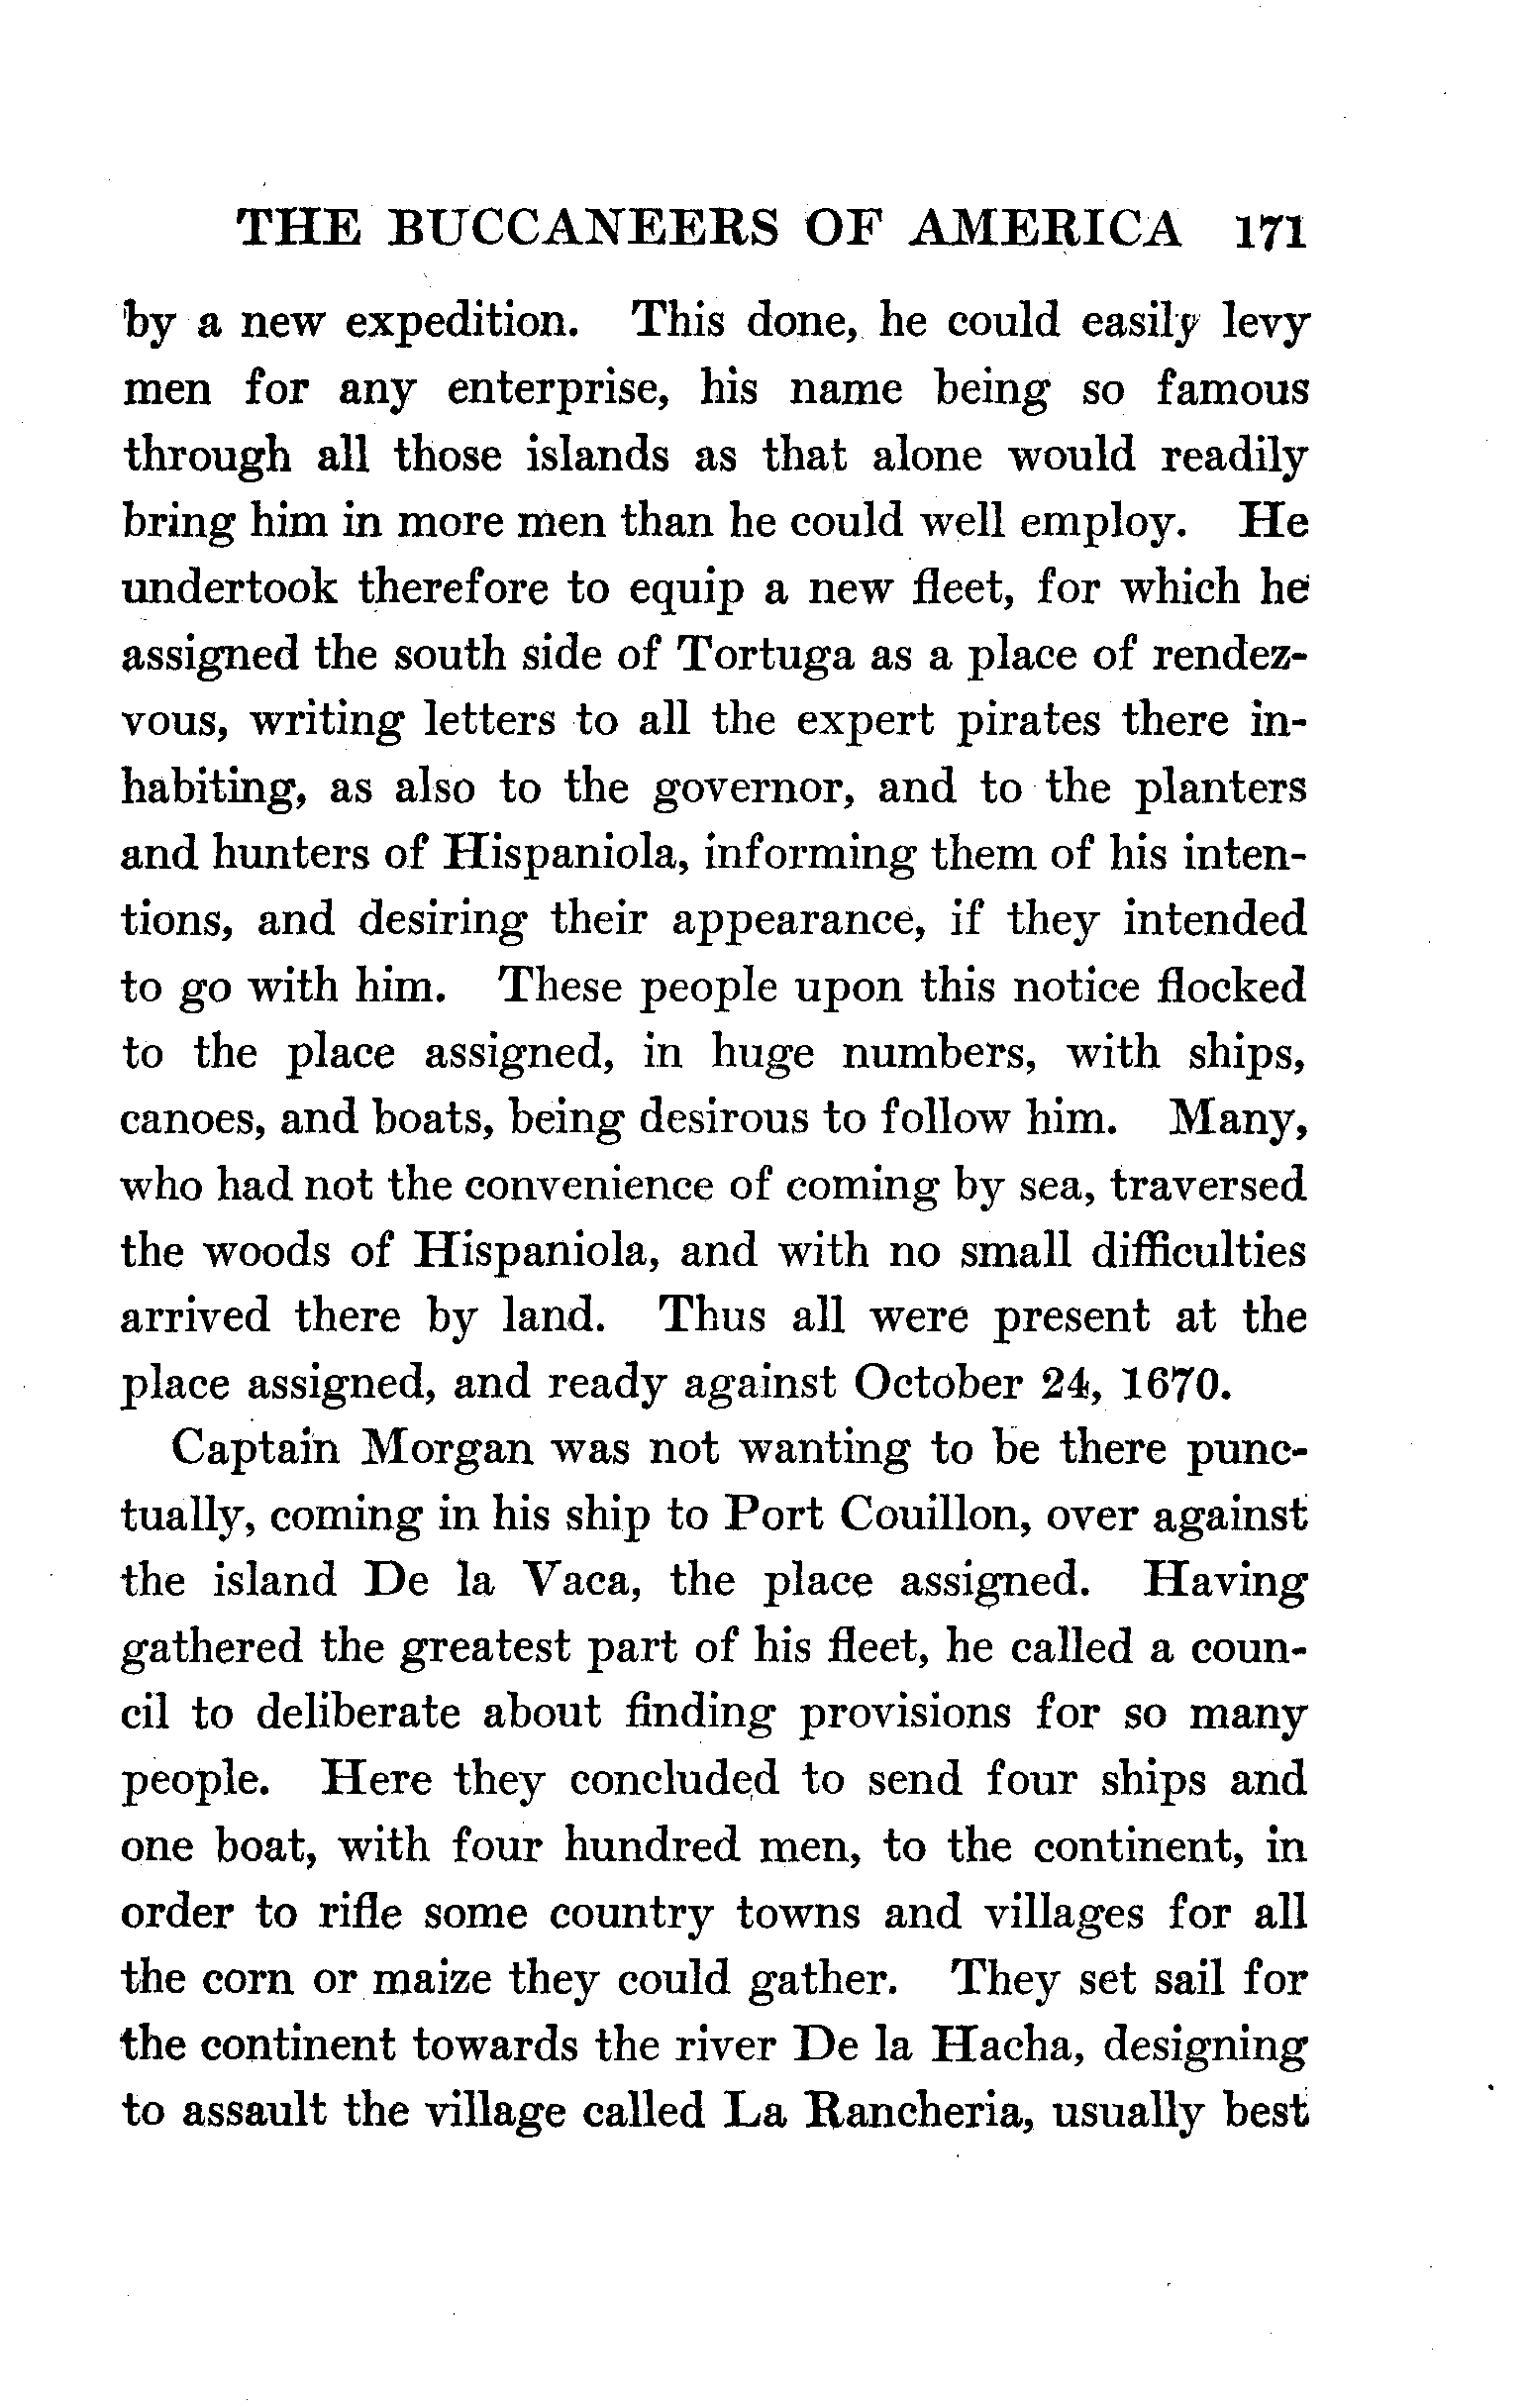 THE BUCCANEERS OF AMERICA 171
by a new expedition. This done, he could easily levy
men for any enterprise, his name being so famous
through all those islands as that alone would readily
bring him in more men than he could well employ. He
undertook therefore to equip a new fleet, for which he
assigned the south side of Tortuga as a place of rendez-
vous, writing letters to all the expert pirates there in-
habiting, as also to the governor, and to the planters
and hunters of Hispaniola, informing them of his inten-
tions, and desiring their appearance, if they intended
to go with him. These people upon this notice flocked
to the place assigned, in huge numbers, with ships,
canoes, and boats, being desirous to follow him. Many,
who had not the convenience of coming by sea, traversed
the woods of Hispaniola, and with no small difficulties
arrived there by land. Thus all were present at the
place assigned, and ready against October 24, 1670.
Captain Morgan was not wanting to be there punc-
tually, coming in his ship to Port Couillon, over against
the island De la Vaca, the place assigned. Having
gathered the greatest part of his fleet, he called a coun-
cil to deliberate about finding provisions for so many
people. Here they concluded to send four ships and
one boat, with four hundred men, to the continent, in
order to rifle some country towns and villages for all
the corn or maize they could gather. They set sail for
the continent towards the river De la Hacha, designing
to assault the village called La Rancheria, usually best